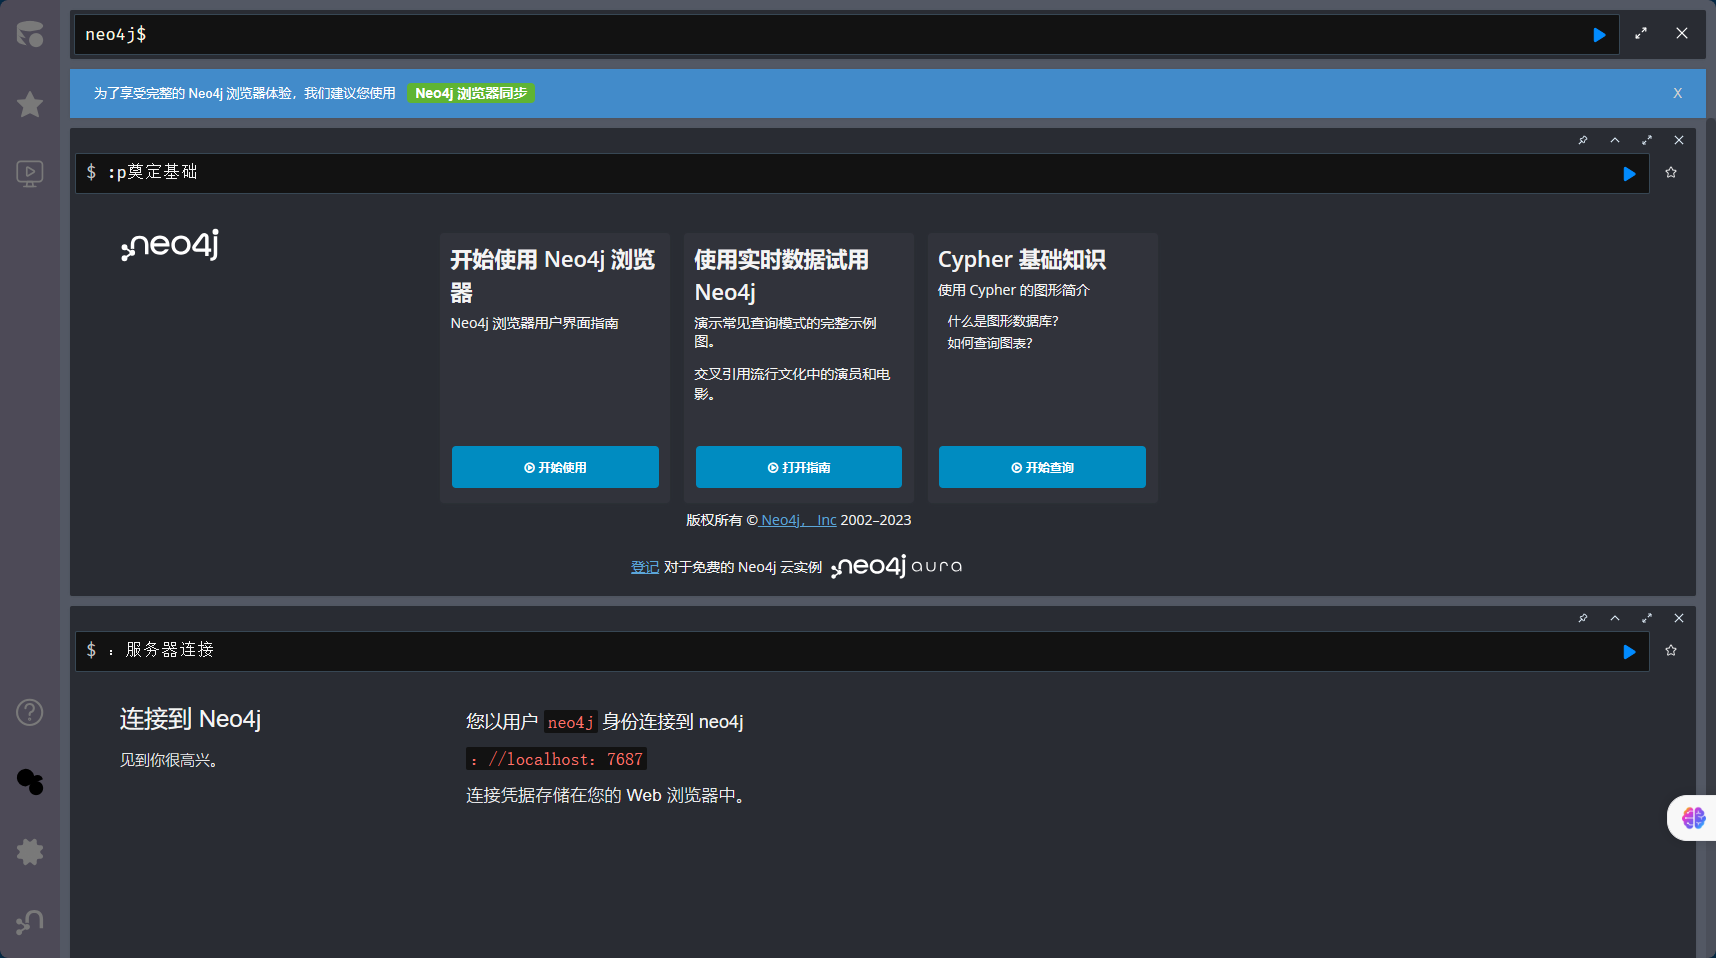 neo4j$
为了享受完整的 Neo4j 浏览器体验，我们建议您使用 Neo4j 浏览器同步 X
$ :p奠定基础
neo4j
开始使用 Neo4j 浏览
器
Neo4j 浏览器用户界面指南
开始使用
使用实时数据试用
Neo4j
演示常见查询模式的完整示例
图。
交叉引用流行文化中的演员和电
影。
打开指南
Cypher 基础知识
使用 Cypher 的图形简介
什么是图形数据库?
如何查询图表?
开始查询
版权所有 © Neo4j， Inc 2002–2023
登记 对于免费的 Neo4j 云实例 neo4j aura
$ ：服务器连接
连接到 Neo4j
见到你很高兴。
您以用户 neo4j 身份连接到 neo4j
：//localhost：7687
连接凭据存储在您的 Web 浏览器中。